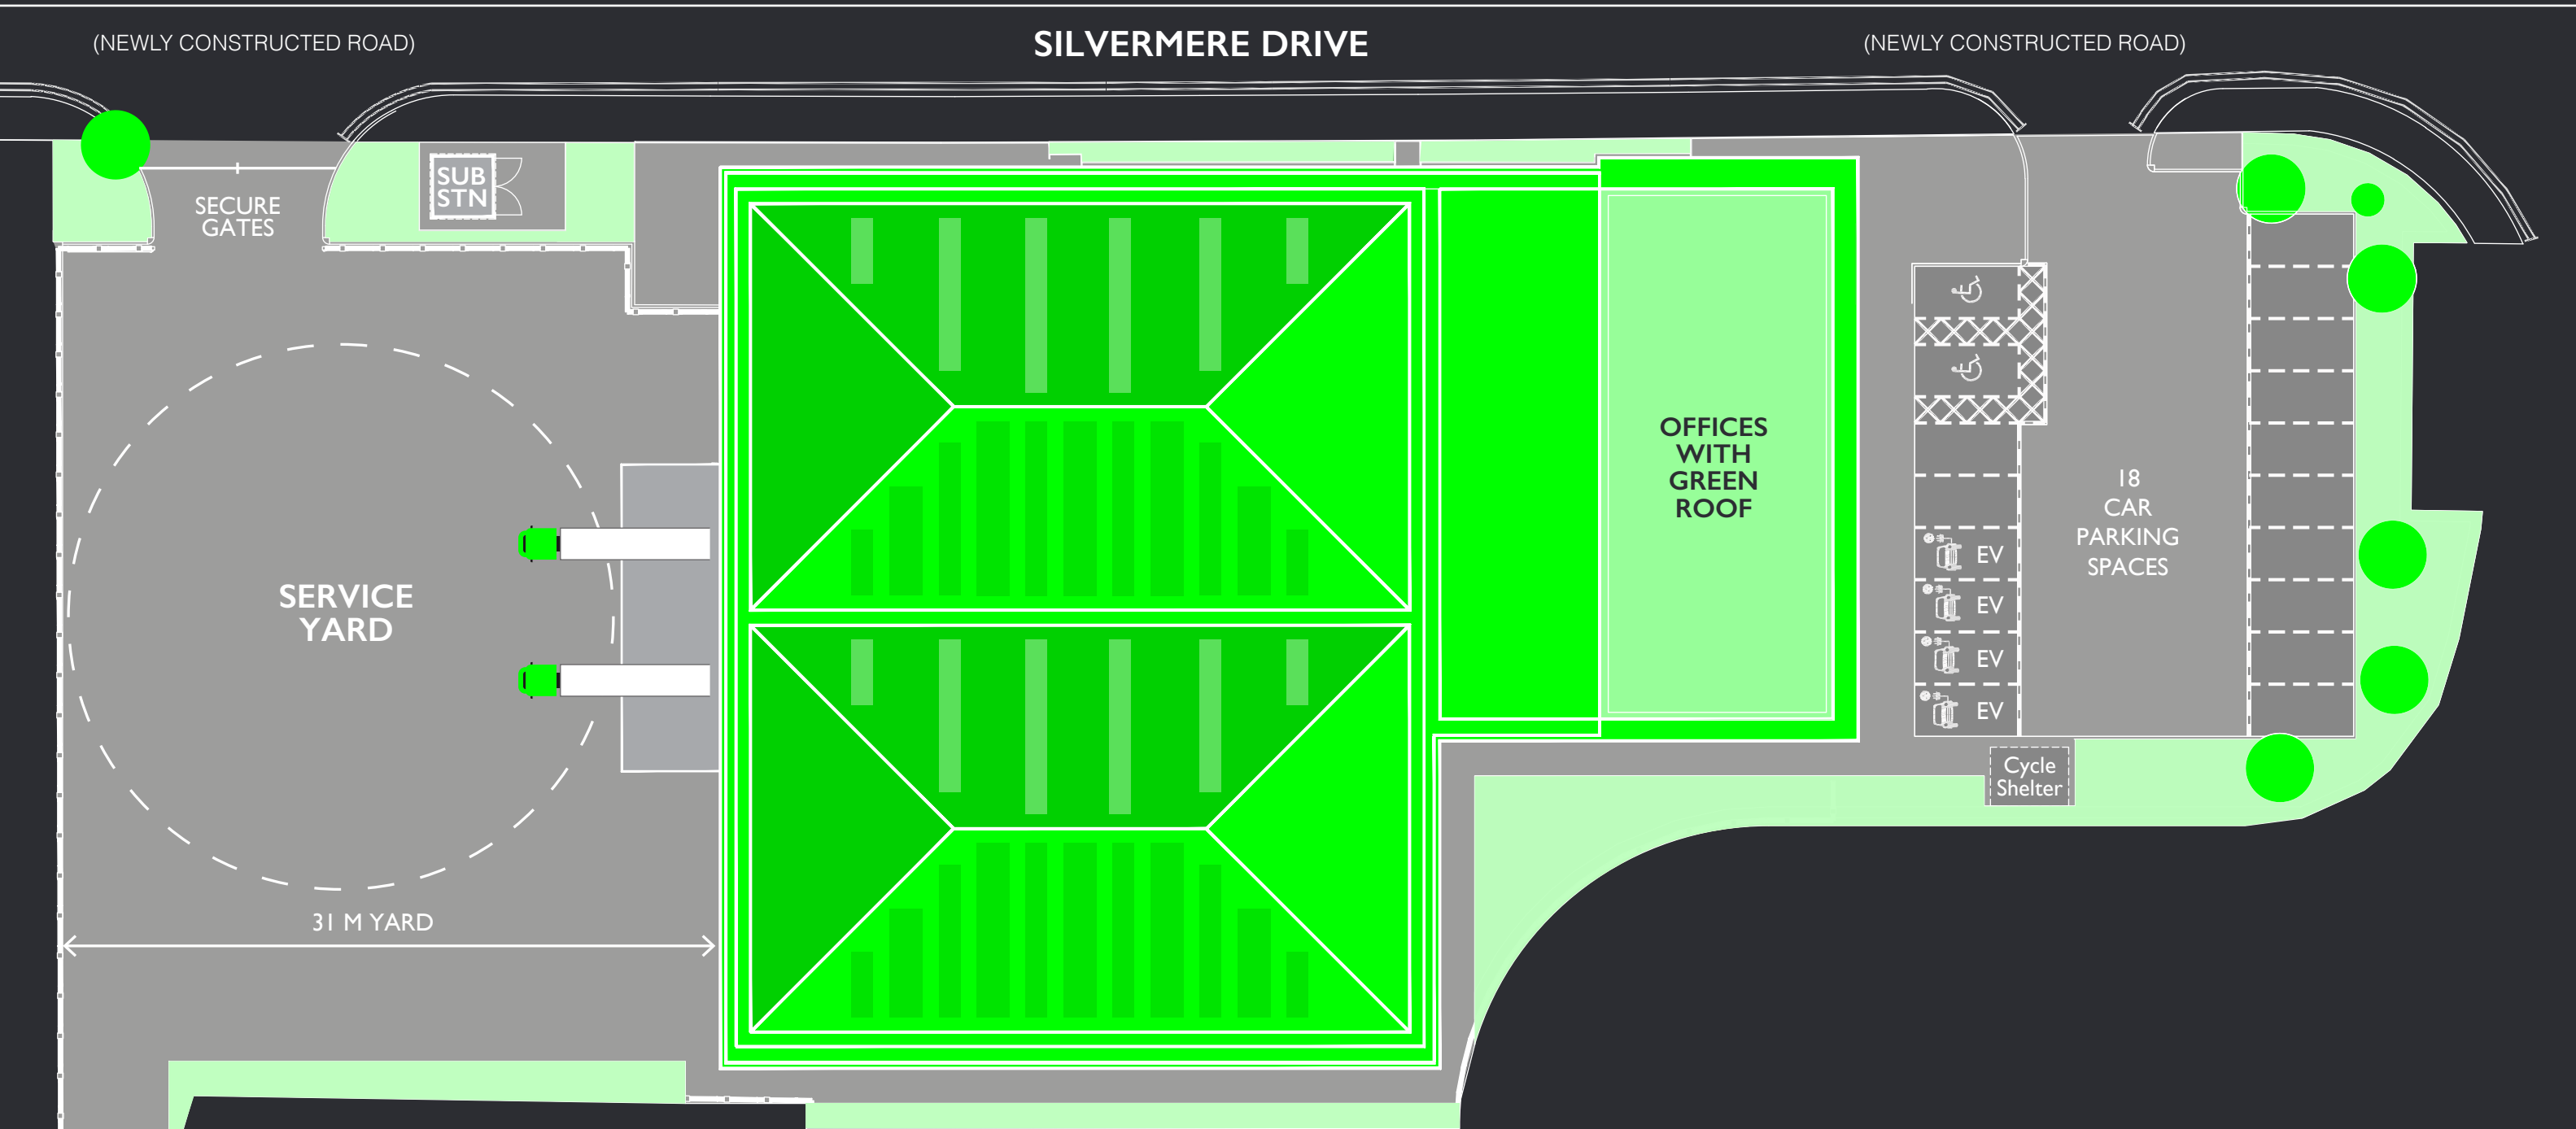 (NEWLY CONSTRUCTED ROAD)
SILVERMERE DRIVE
(NEWLY CONSTRUCTED ROAD)
SUB
STN
SECURE
GATES
OFFICES
WITH
GREEN
ROOF
18
CAR
PARKING
SPACES
EV
EV
EV
EV
SERVICE
YARD
Cycle
Shelter
31 M YARD